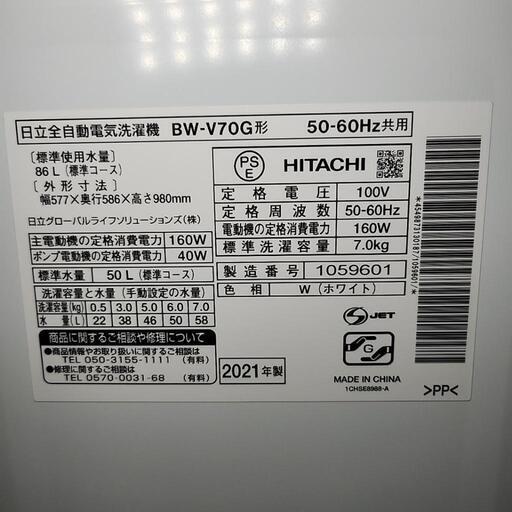 日立全自動電気洗濯機 BW-V70G形 50-60Hz共用
〔標準使用水量〕
86 L（標準コース）
〔外形寸法〕
幅577×奥行586×高さ980mm
日立グローバルライフソリューションズ（株）
主電動機の定格消費電力 160W
ポンプ電動機の定格消費電力 40W
標準水量 50 L（標準コース）
洗濯容量と水量（手動設定の水量）
洗濯容量(kg) 0.5 3.0 5.0 6.0 7.0
水量(L) 22 38 46 50 58
商品に関するご相談や修理について
●商品情報やお取り扱いに関するご相談など
TEL 050-3155-1111（有料）
●修理に関するご相談など
TEL 0570-0031-68（有料）
2021年製
PS
E
HITACHI
定格電圧 100V
定格周波数 50-60Hz
電動機の定格消費電力 160W
標準洗濯容量 7.0kg
製造番号 1059601
色相 W（ホワイト）
S JET
G
MADE IN CHINA
1CHSE8988-A
>PP<
*4549873130187/1059601/*